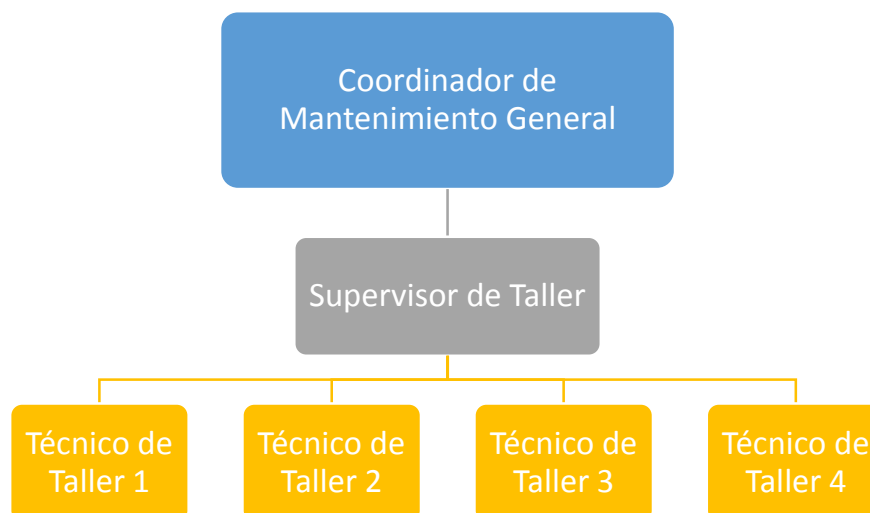 Coordinador de
Mantenimiento General
Supervisor de Taller
Técnico de
Taller 1
Técnico de
Taller 2
Técnico de
Taller 3
Técnico de
Taller 4